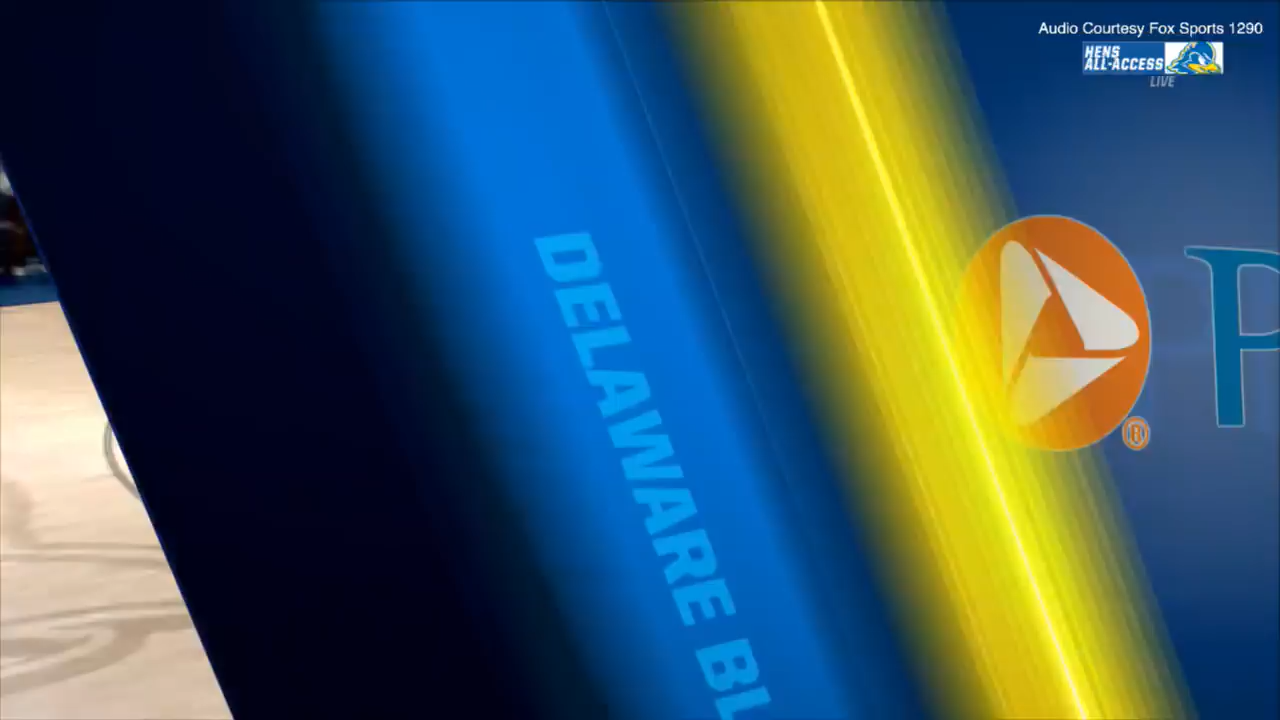 Audio Courtesy Fox Sports 1290
HENS
ALL-ACCESS
LIVE
DELAWARE
P
®